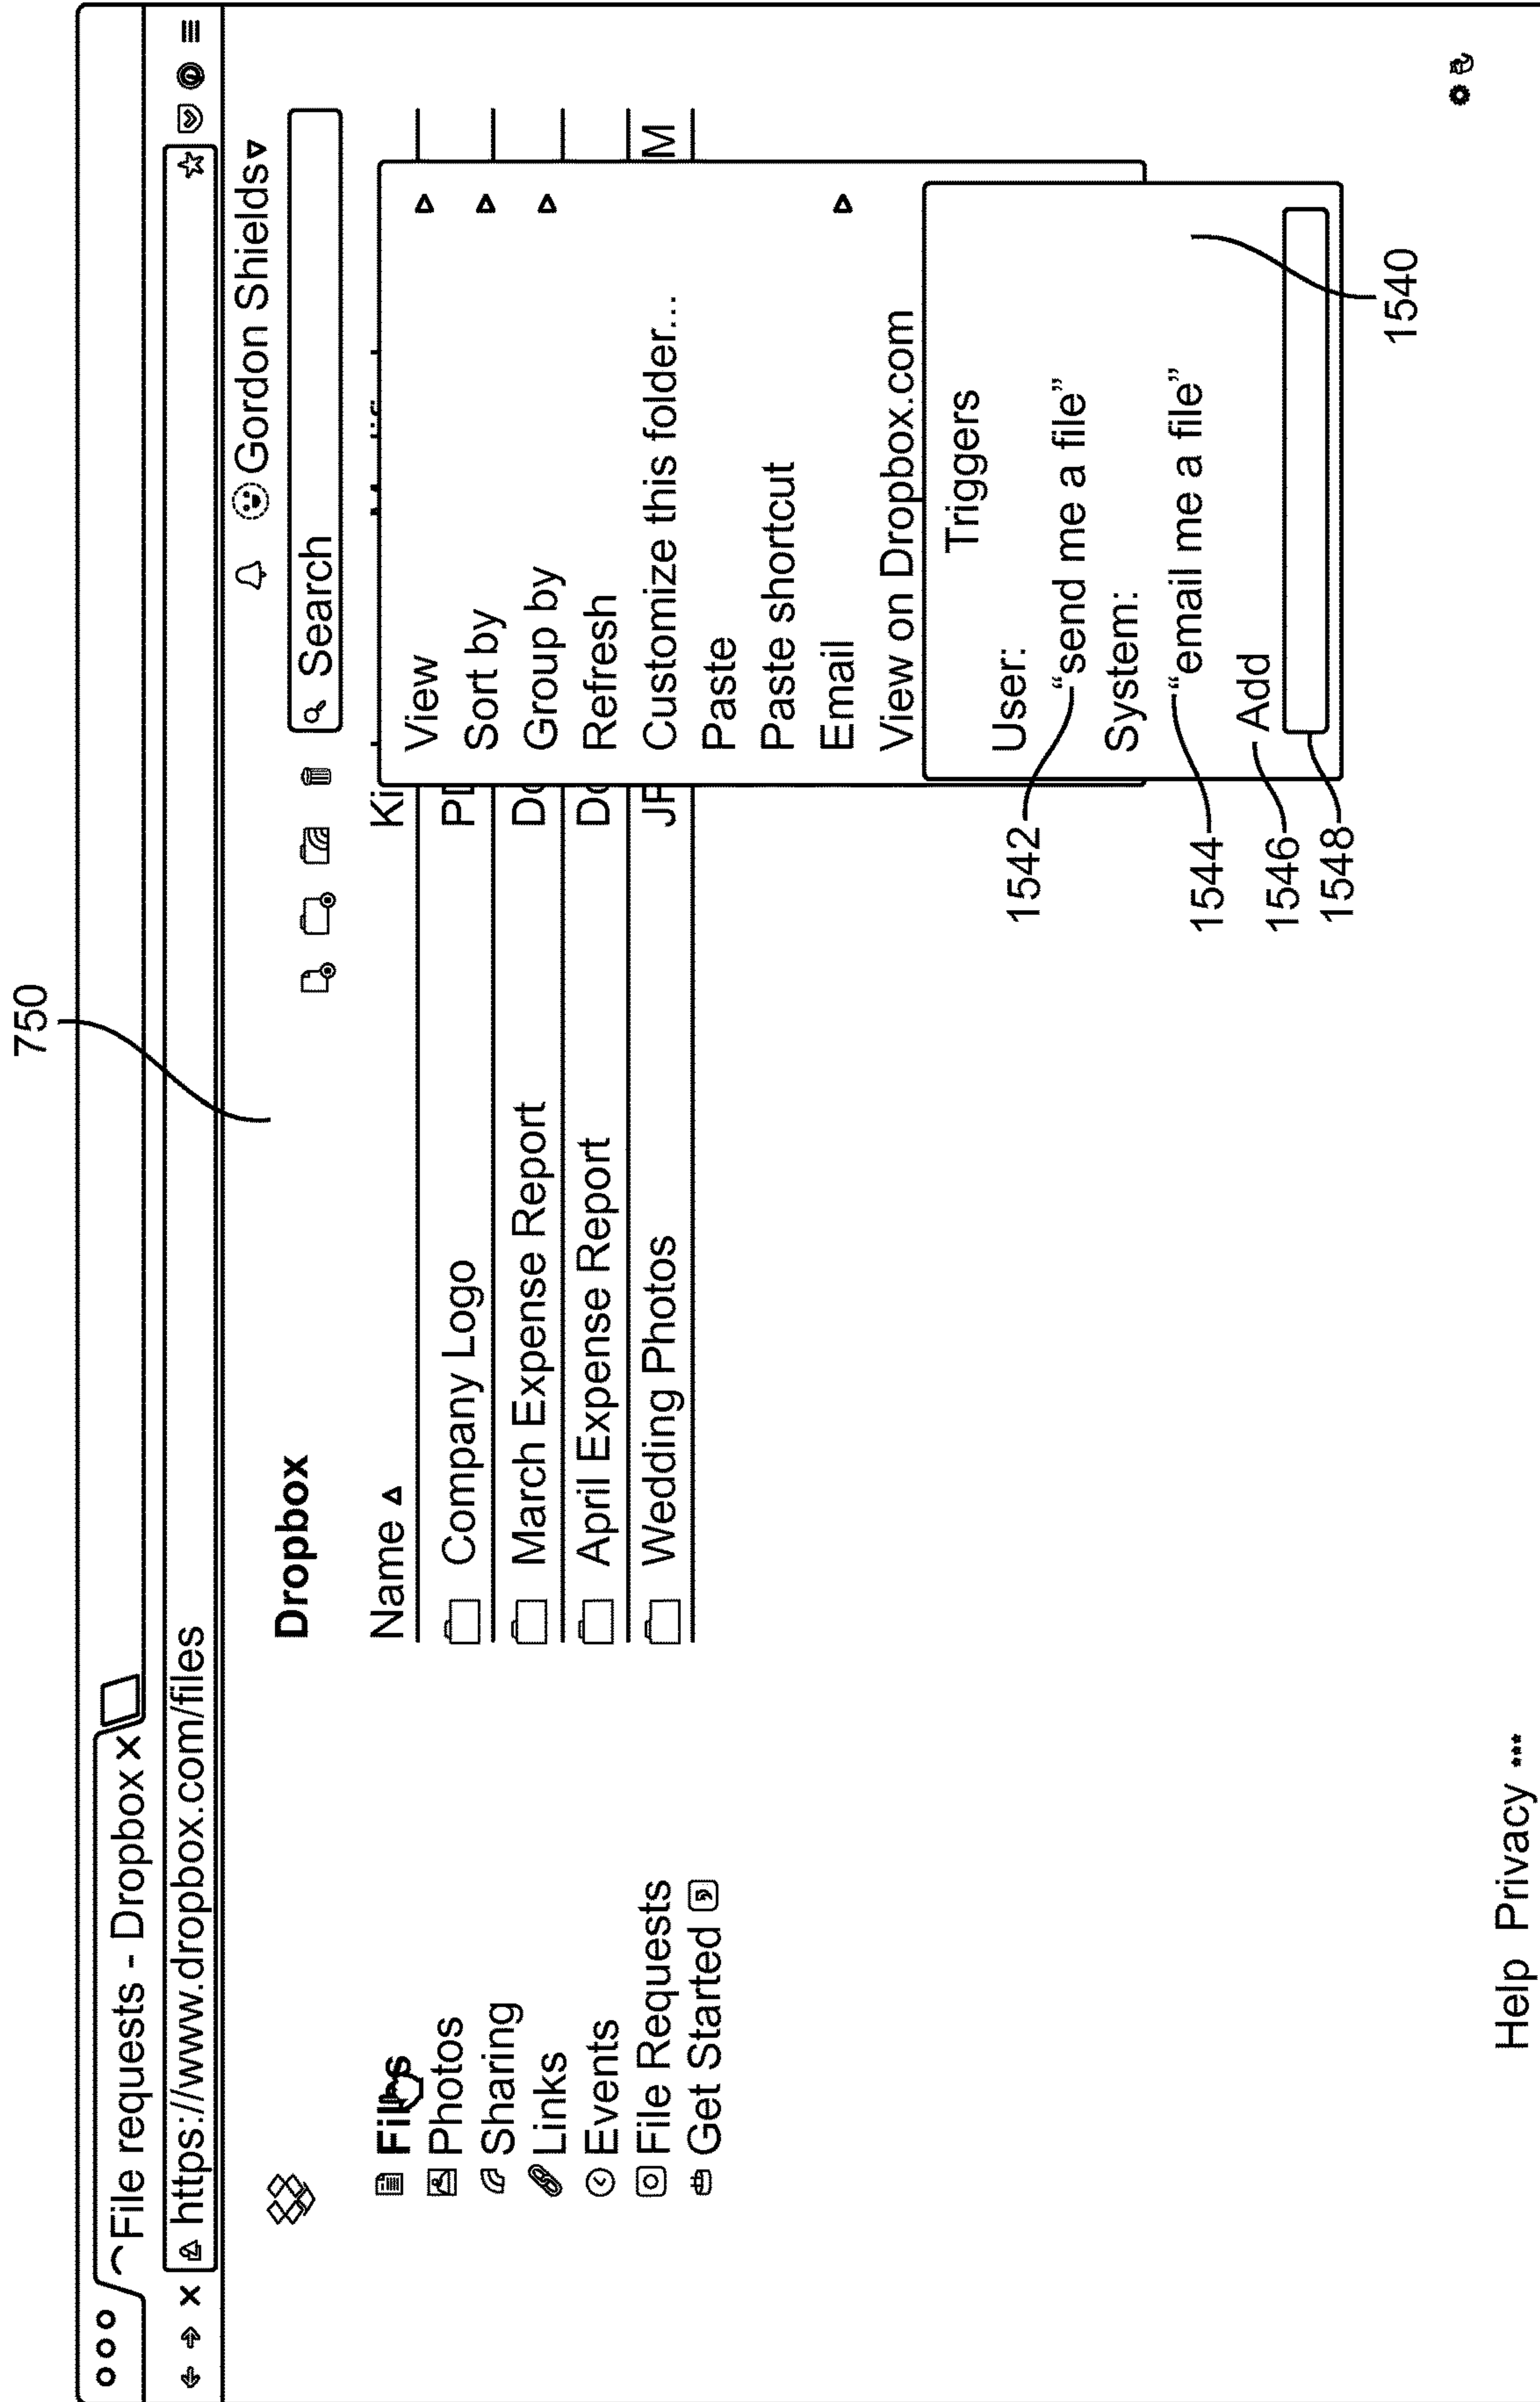 750
File requests - Dropbox X
https://www.dropbox.com/files
Gordon Shields
Dropbox
Search
Files
Photos
Sharing
Links
Events
File Requests
Get Started
Name
Ki
Company Logo
March Expense Report
April Expense Report
Wedding Photos
JP
M
View
Sort by
Group by
Refresh
Customize this folder...
Paste
Paste shortcut
Email
View on Dropbox.com
Triggers
User:
1542
“send me a file”
System:
1544
“email me a file”
1546
Add
1548
1540
Help Privacy